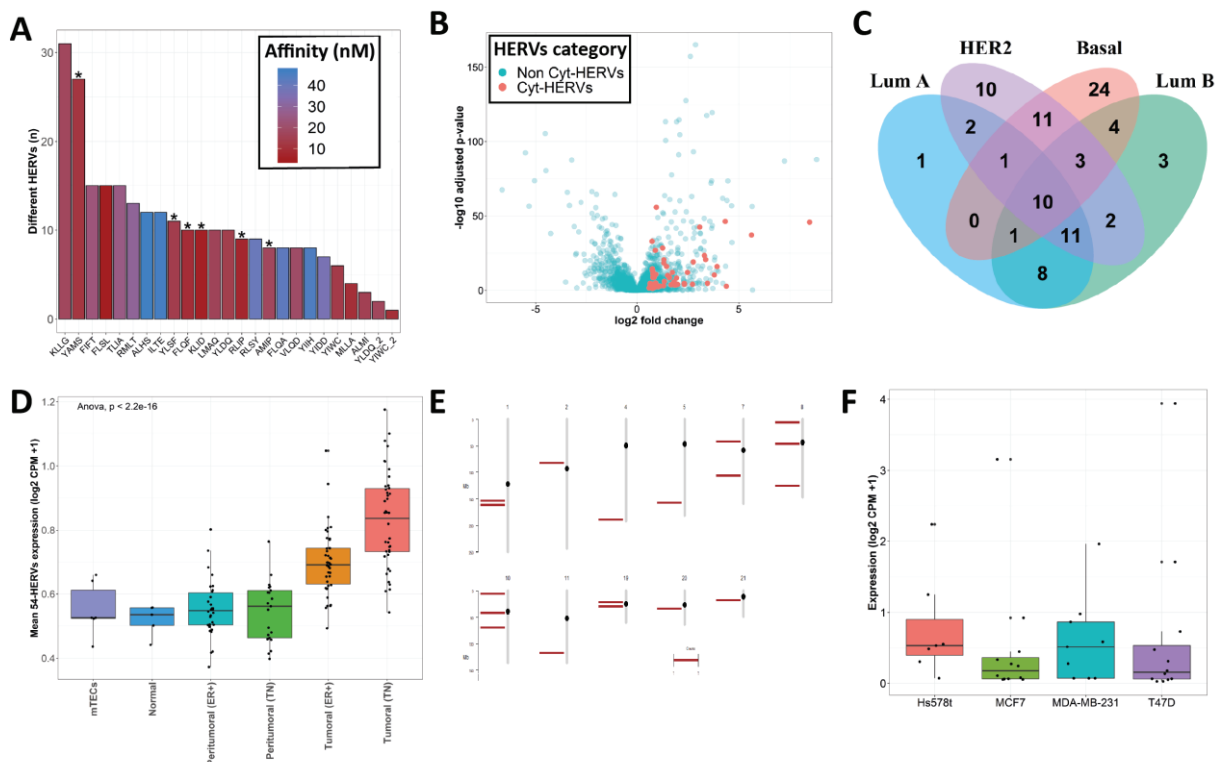 A
Affinity (nM)
40
30
20
10
Different HERVs (n)
30
20
10
0
*
*
*
*
*
*
KLLG
YAMS
FIFT
FLSL
TLIA
RMLT
ALHS
ILTE
YLSF
FLQF
KLID
LMAQ
YLDQ
RLIP
RLSY
AMIP
FLQA
VLQD
YIIH
YIDD
YIWC
MLLA
ALMI
YLDQ_2
YIWC_2
B
HERVs category
Non Cyt-HERVs
Cyt-HERVs
-log10 adjusted p-value
150
100
50
0
-5
0
5
log2 fold change
C
HER2
Basal
Lum A
Lum B
10
24
2
11
4
1
1
3
3
10
0
1
11
2
8
D
Anova, p < 2.2e-16
Mean 54-HERVs expression (log2 CPM +1)
1.2
1.0
0.8
0.6
0.4
mTECs
Normal
Peritumoral (ER+)
Peritumoral (TN)
Tumoral (ER+)
Tumoral (TN)
E
1
2
4
5
7
8
10
11
19
20
21
F
Expression (log2 CPM +1)
4
3
2
1
0
Hs578t
MCF7
MDA-MB-231
T47D